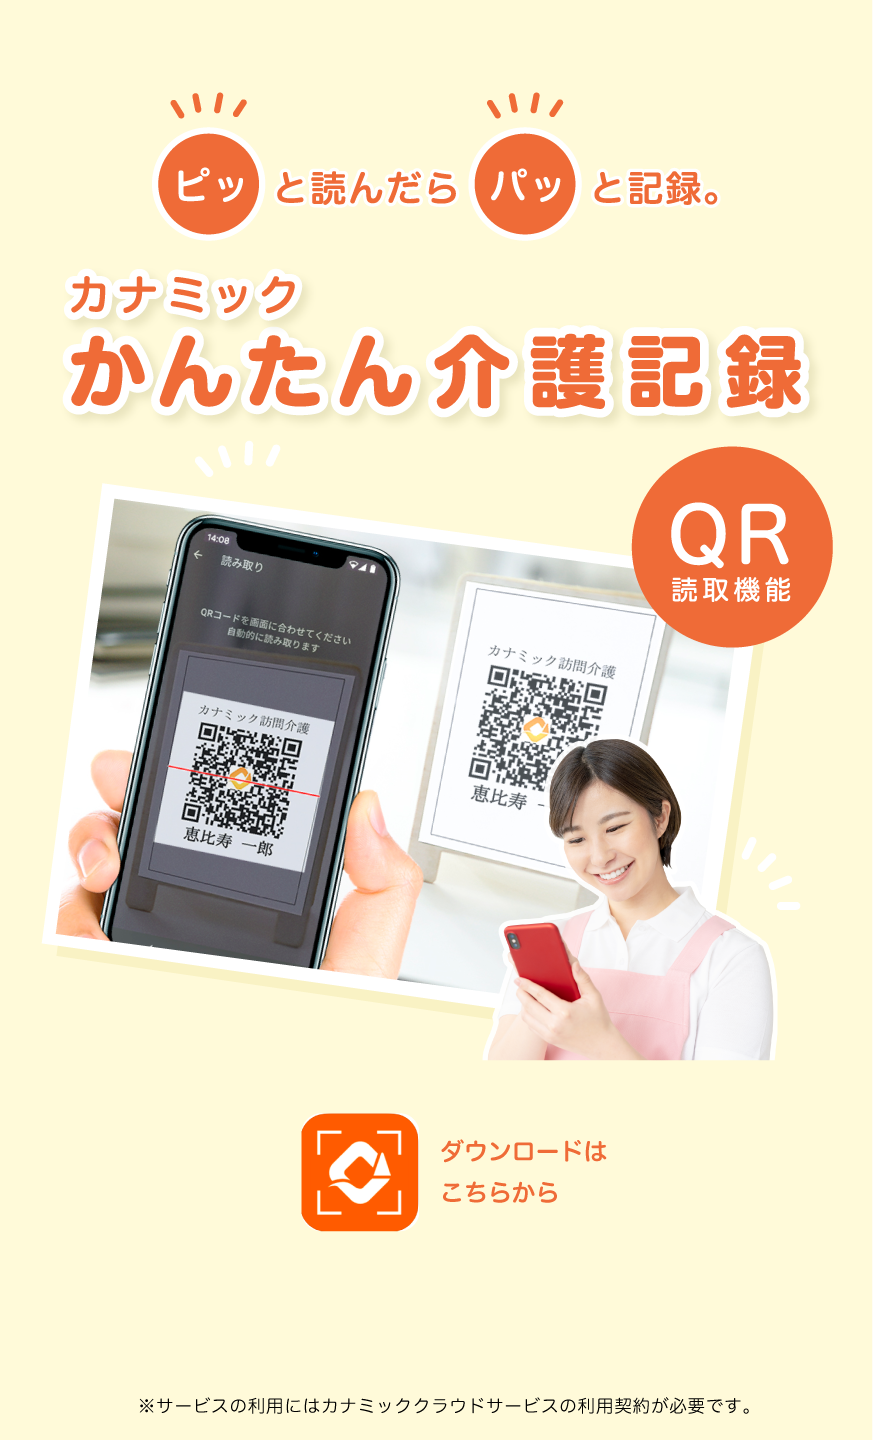 ピッと読んだらパッと記録。
カナミック
かんたん介護記録
QR
読取機能
14:08
読み取り
QRコードを画面に合わせてください
自動的に読み取ります
カナミック訪問介護
恵比寿 一郎
カナミック訪問介護
恵比寿 一
ダウンロードは
こちらから
※サービスの利用にはカナミッククラウドサービスの利用契約が必要です。